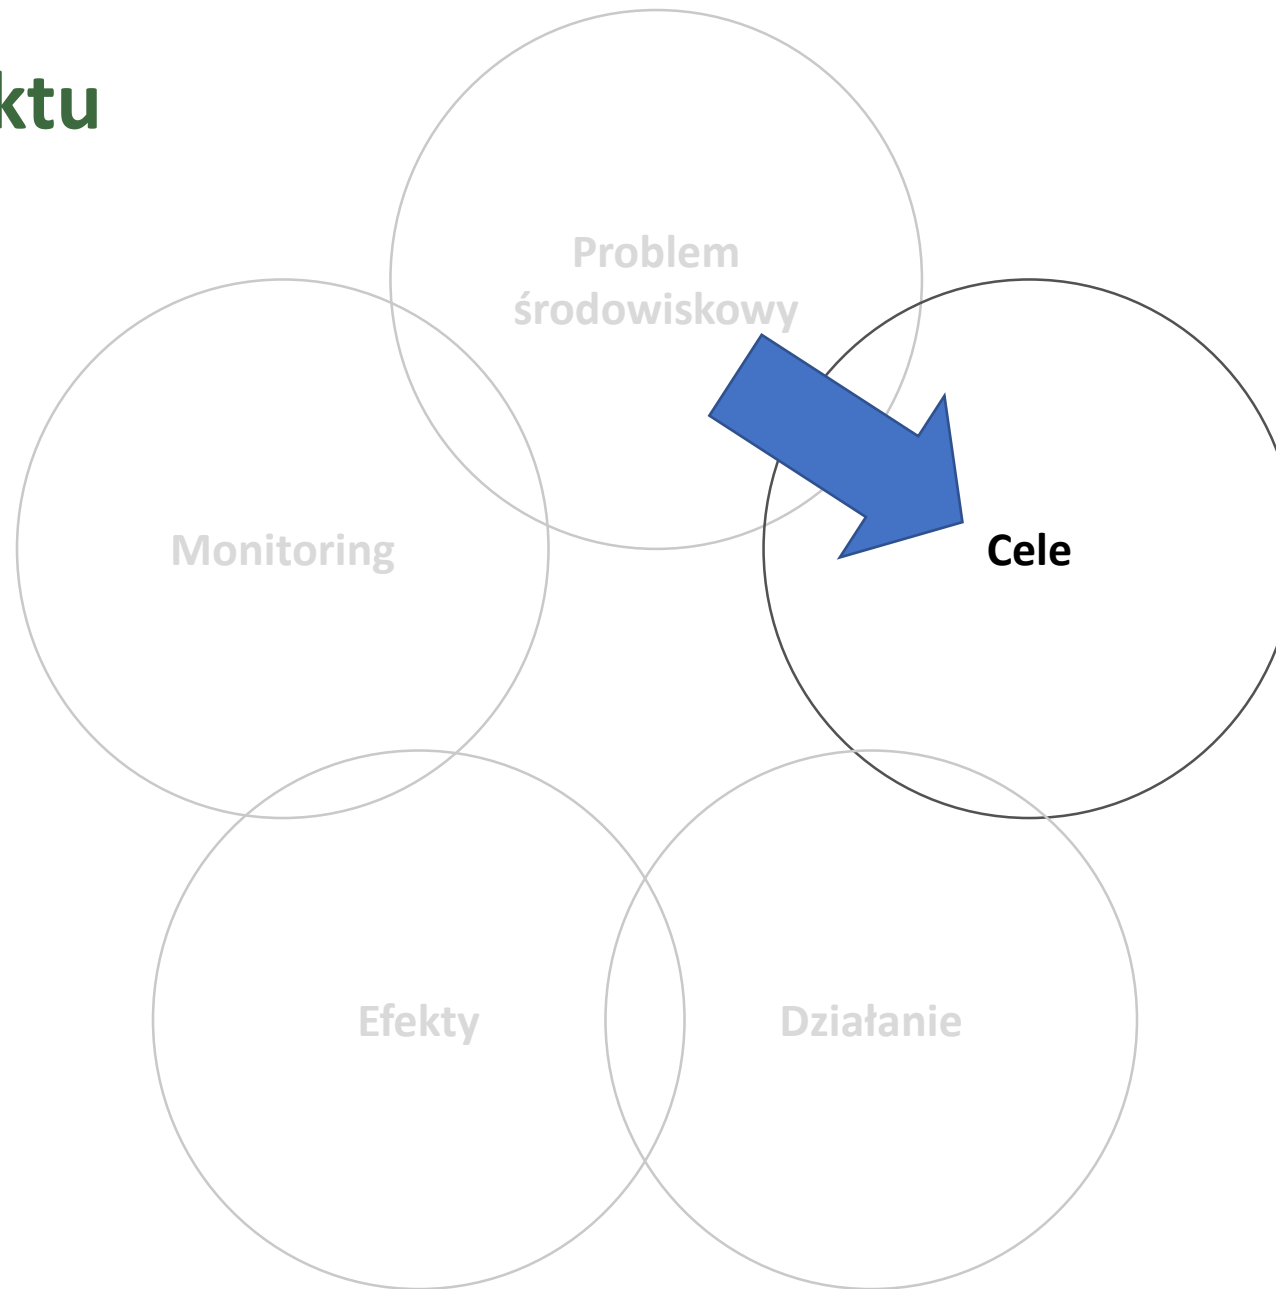 ktu
Problem
środowiskowy
Monitoring
Cele
Efekty
Działanie